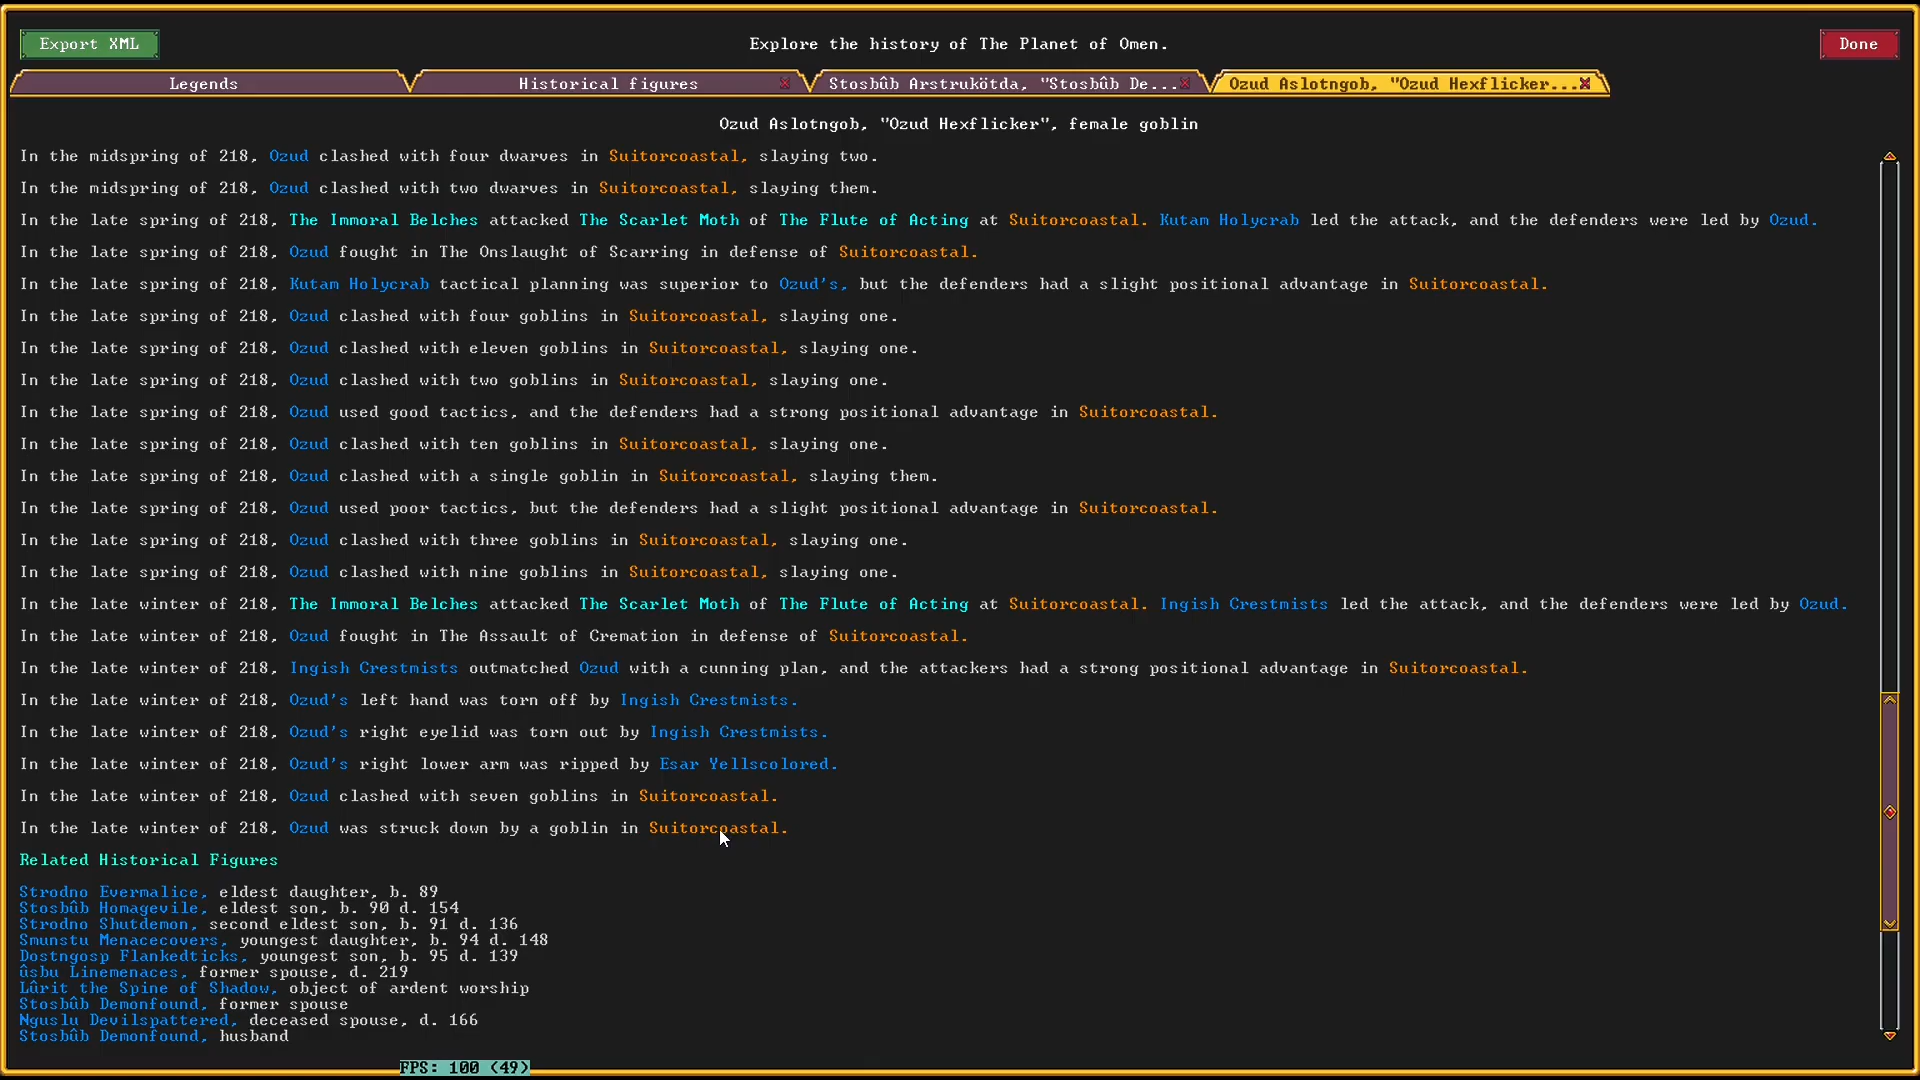 Export XML
Explore the history of The Planet of Omen.
Done
Legends
Historical figures
Stosbûb Arstrukötda, "Stosbûb De...
Ozud Aslotngob, "Ozud Hexflicker...
Ozud Aslotngob, "Ozud Hexflicker", female goblin
In the midspring of 218, Ozud clashed with four dwarves in Suitorcoastal, slaying two.
In the midspring of 218, Ozud clashed with two dwarves in Suitorcoastal, slaying them.
In the late spring of 218, The Immoral Belches attacked The Scarlet Moth of The Flute of Acting at Suitorcoastal. Kutam Holycrab led the attack, and the defenders were led by Ozud.
In the late spring of 218, Ozud fought in The Onslaught of Scarring in defense of Suitorcoastal.
In the late spring of 218, Kutam Holycrab tactical planning was superior to Ozud's, but the defenders had a slight positional advantage in Suitorcoastal.
In the late spring of 218, Ozud clashed with four goblins in Suitorcoastal, slaying one.
In the late spring of 218, Ozud clashed with eleven goblins in Suitorcoastal, slaying one.
In the late spring of 218, Ozud clashed with two goblins in Suitorcoastal, slaying one.
In the late spring of 218, Ozud used good tactics, and the defenders had a strong positional advantage in Suitorcoastal.
In the late spring of 218, Ozud clashed with ten goblins in Suitorcoastal, slaying one.
In the late spring of 218, Ozud clashed with a single goblin in Suitorcoastal, slaying them.
In the late spring of 218, Ozud used poor tactics, but the defenders had a slight positional advantage in Suitorcoastal.
In the late spring of 218, Ozud clashed with three goblins in Suitorcoastal, slaying one.
In the late spring of 218, Ozud clashed with nine goblins in Suitorcoastal, slaying one.
In the late winter of 218, The Immoral Belches attacked The Scarlet Moth of The Flute of Acting at Suitorcoastal. Ingish Crestmists led the attack, and the defenders were led by Ozud.
In the late winter of 218, Ozud fought in The Assault of Cremation in defense of Suitorcoastal.
In the late winter of 218, Ingish Crestmists outmatched Ozud with a cunning plan, and the attackers had a strong positional advantage in Suitorcoastal.
In the late winter of 218, Ozud's left hand was torn off by Ingish Crestmists.
In the late winter of 218, Ozud's right eyelid was torn out by Ingish Crestmists.
In the late winter of 218, Ozud's right lower arm was ripped by Esar Yellscolored.
In the late winter of 218, Ozud clashed with seven goblins in Suitorcoastal.
In the late winter of 218, Ozud was struck down by a goblin in Suitorcoastal.
Related Historical Figures
Strodno Evermalice, eldest daughter, b. 89
Stosbûb Homagevile, eldest son, b. 90 d. 154
Strodno Shutdemon, second eldest son, b. 91 d. 136
Smunstu Menacecovers, youngest daughter, b. 94 d. 148
Dostngosp Flankedticks, youngest son, b. 95 d. 139
ûsbu Linemenaces, former spouse, d. 219
Lûrit the Spine of Shadow, object of ardent worship
Stosbûb Demonfound, former spouse
Nguslu Devilspattered, deceased spouse, d. 166
Stosbûb Demonfound, husband
FPS: 100 (49)